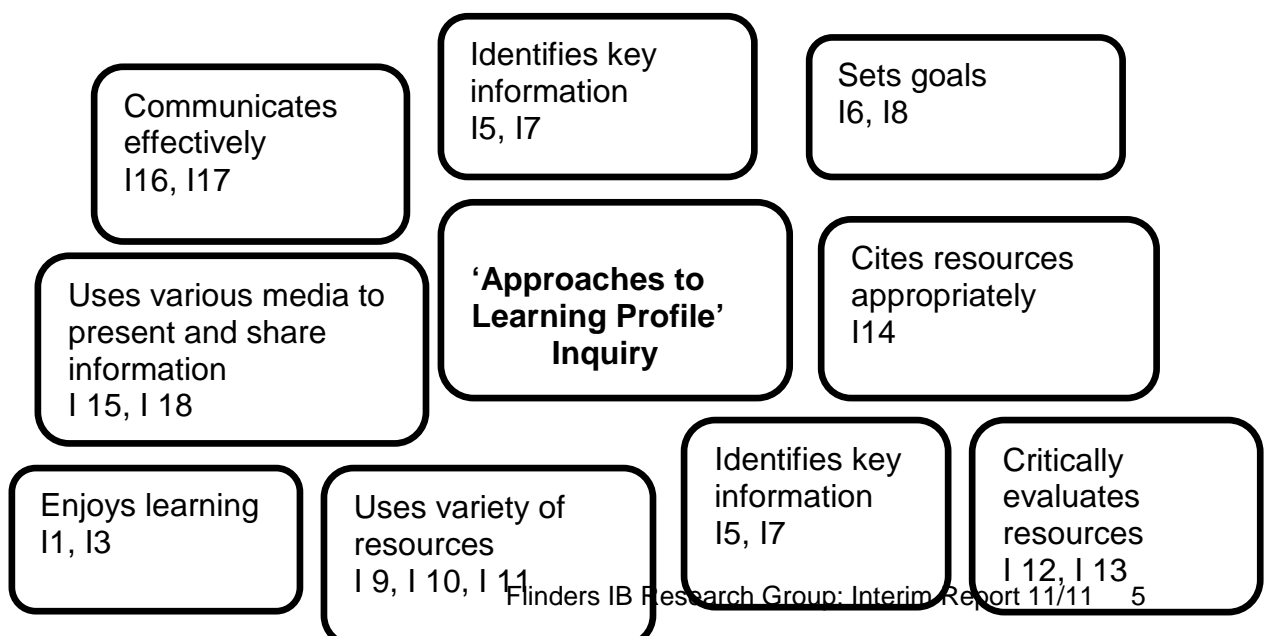 Identifies key
information
I5, I7
Sets goals
I6, I8
Communicates
effectively
I16, I17
‘Approaches to
Learning Profile’
Inquiry
Cites resources
appropriately
I14
Uses various media to
present and share
information
I 15, I 18
Identifies key
information
I5, I7
Critically
evaluates
resources
I 12, I 13
Enjoys learning
I1, I3
Uses variety of
resources
I 9, I 10, I 11
Flinders IB Research Group: Interim Report 11/11 5